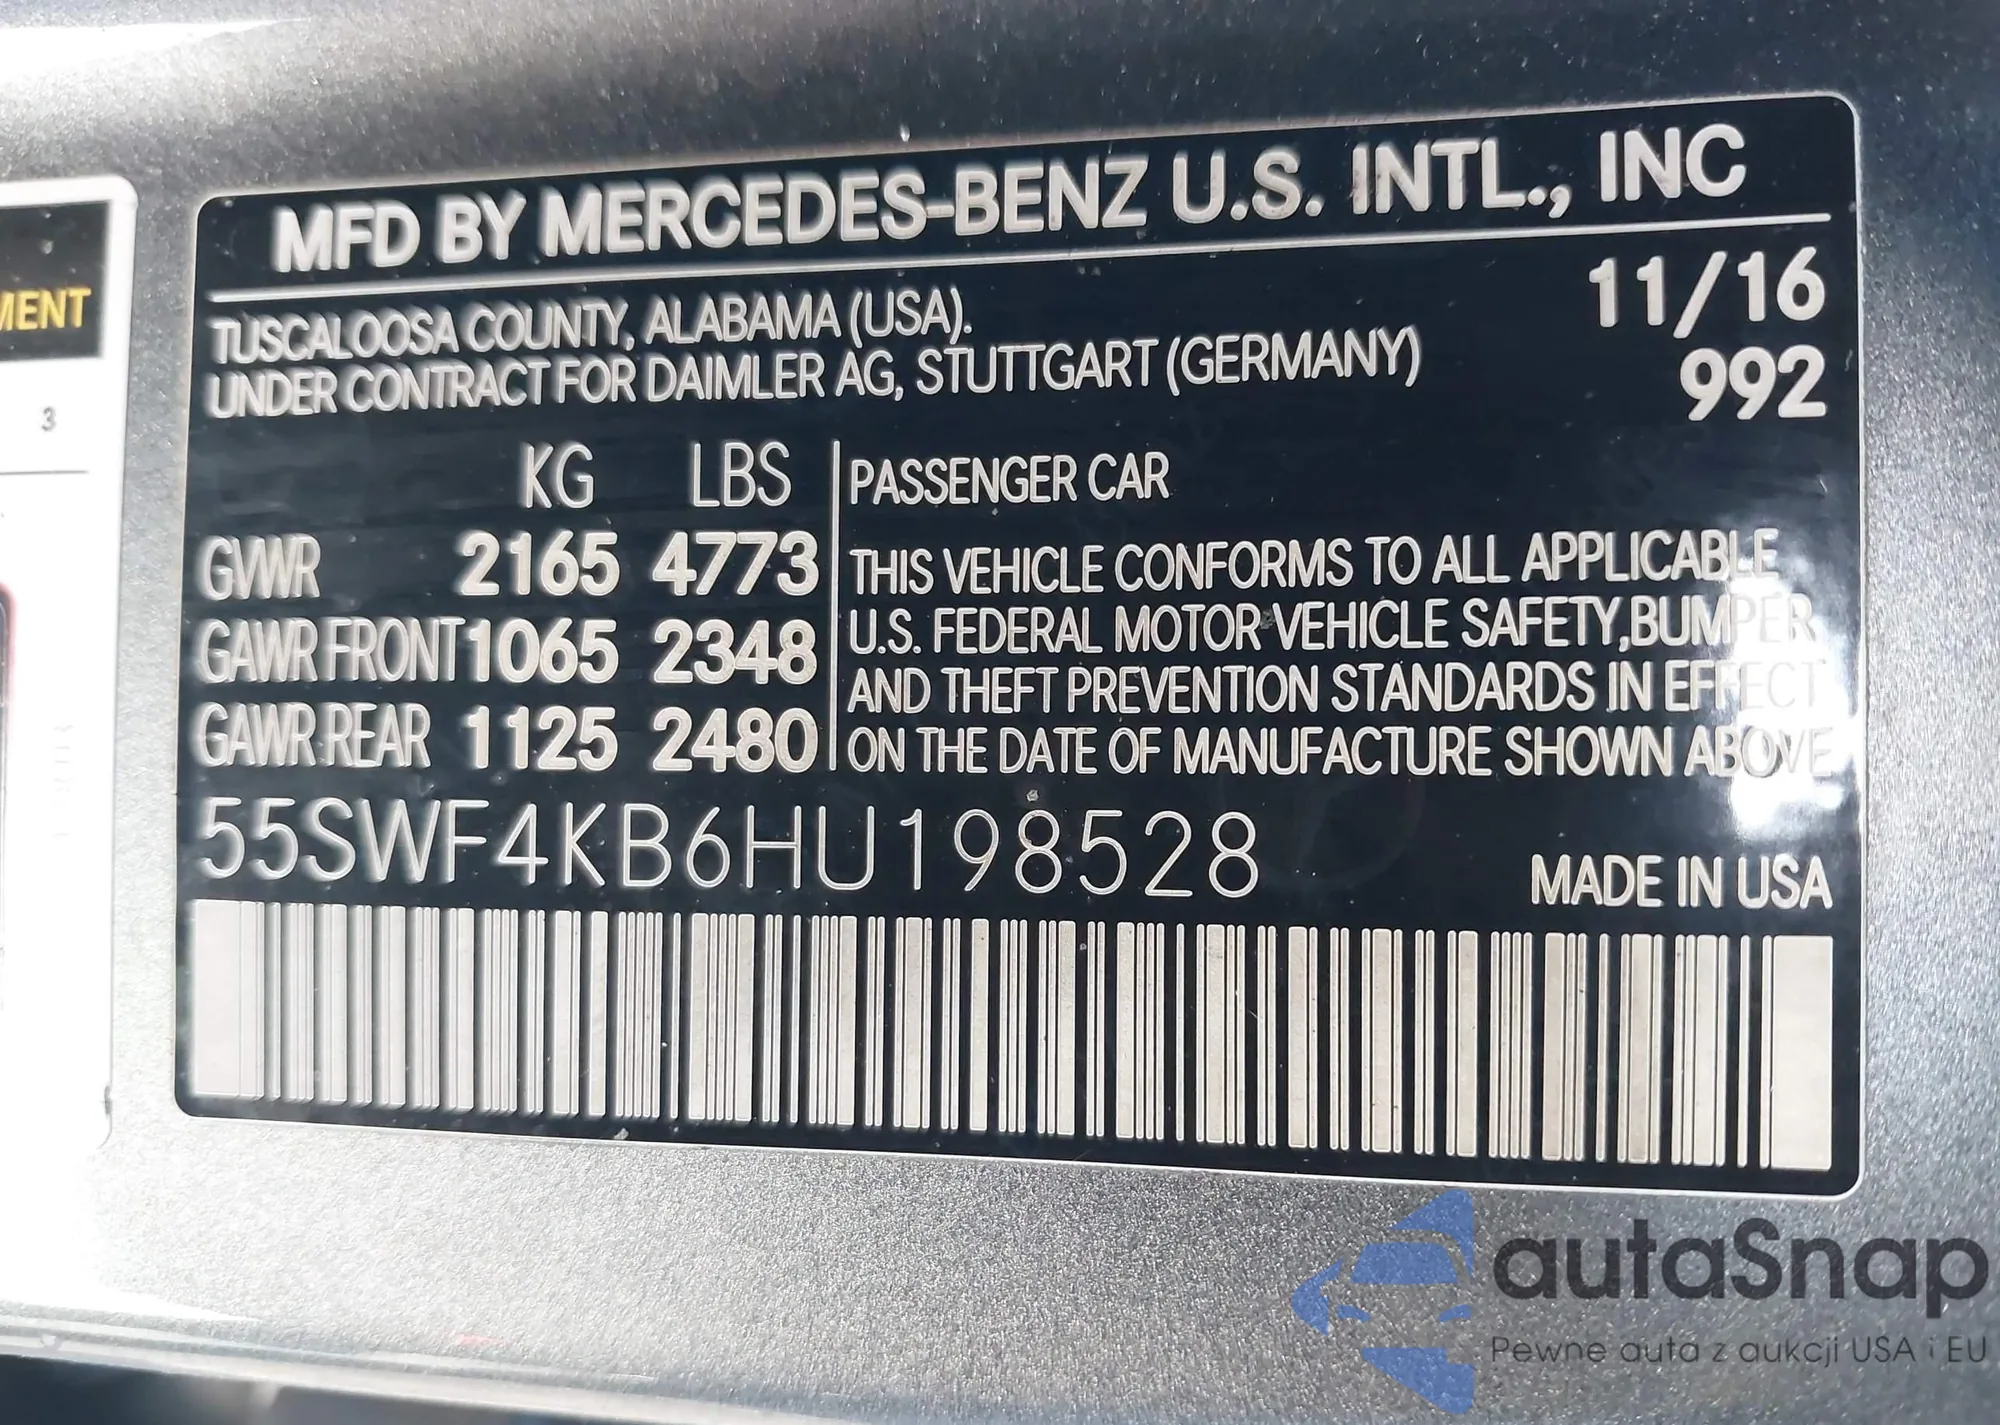 MENT
3
MFD BY MERCEDES-BENZ U.S. INTL., INC
TUSCALOOSA COUNTY, ALABAMA (USA). 11/16
UNDER CONTRACT FOR DAIMLER AG, STUTTGART (GERMANY) 992
KG LBS
GVWR 2165 4773
GAWR FRONT 1065 2348
GAWR REAR 1125 2480
PASSENGER CAR
THIS VEHICLE CONFORMS TO ALL APPLICABLE
U.S. FEDERAL MOTOR VEHICLE SAFETY, BUMPER
AND THEFT PREVENTION STANDARDS IN EFFECT
ON THE DATE OF MANUFACTURE SHOWN ABOVE
55SWF4KB6HU198528
MADE IN USA
autaSnap
Pewne auta z aukcji USA i EU